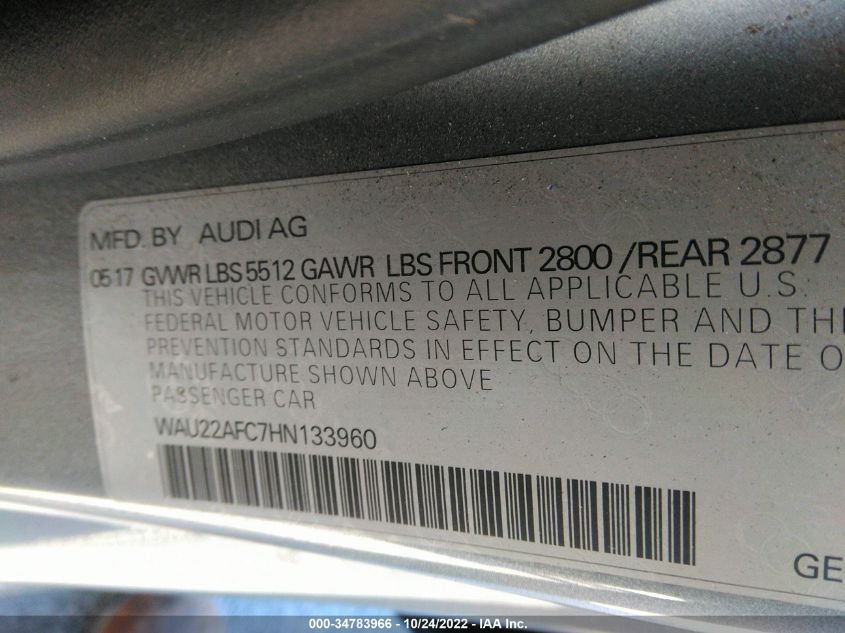 MFD. BY AUDI AG
05 17 GVWR LBS 5512 GAWR LBS FRONT 2800 / REAR 2877
THIS VEHICLE CONFORMS TO ALL APPLICABLE U.S.
FEDERAL MOTOR VEHICLE SAFETY, BUMPER AND
PREVENTION STANDARDS IN EFFECT ON THE DATE
MANUFACTURE SHOWN ABOVE
PASSENGER CAR
WAU22AFC7HN133960
000-34783966 - 10/24/2022 - IAA Inc.